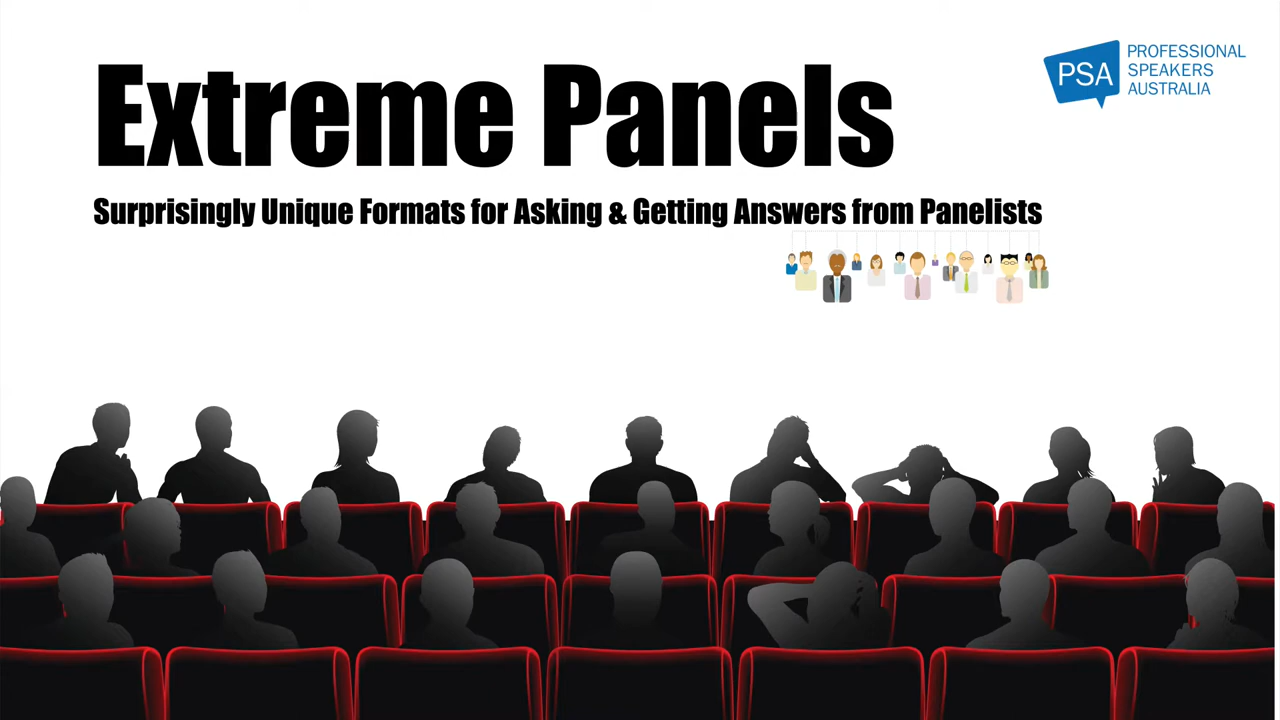 Extreme Panels
Surprisingly Unique Formats for Asking & Getting Answers from Panelists
PSA
PROFESSIONAL
SPEAKERS
AUSTRALIA